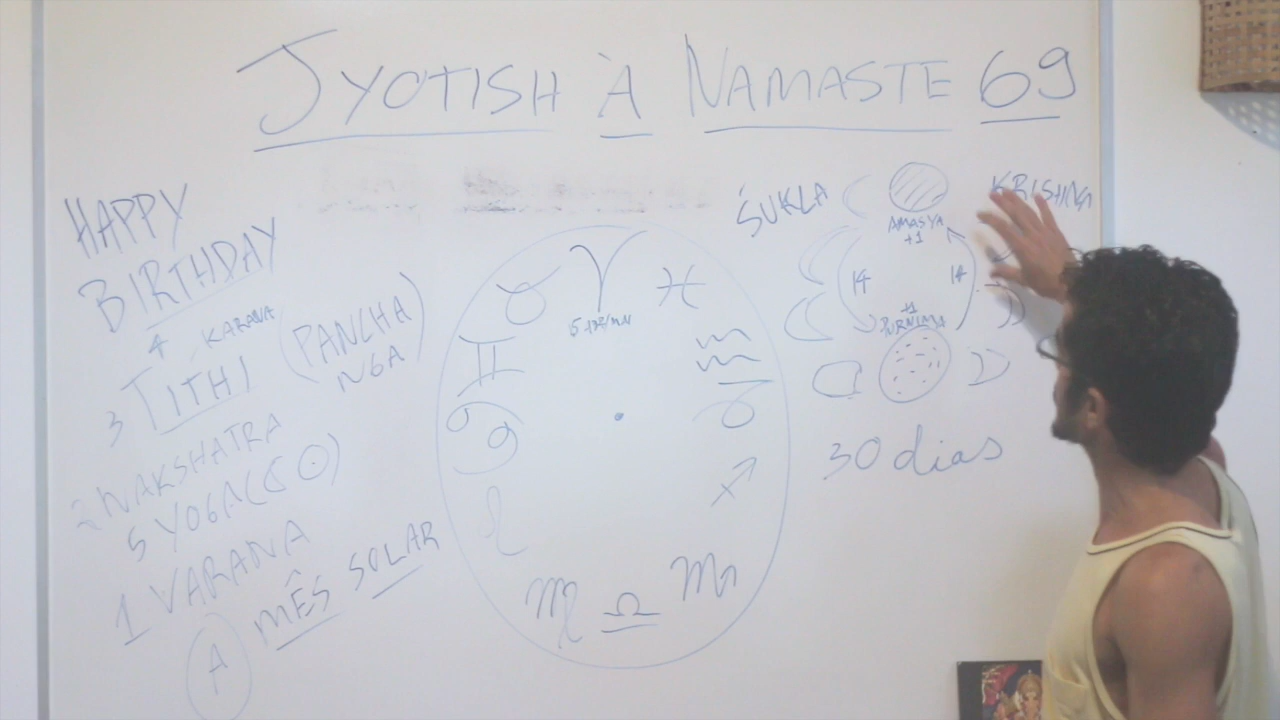 JYOTISH À NAMASTE 69
HAPPY
BIRTHDAY
4 KARANA
3 TITHI (PANCHA
NGA)
2 NAKSHATRA
5 YOGA (☾☉)
1 VARANA
A MÊS SOLAR
♈
♉
♓
♊
♒
♋
♑
♌
♐
♍
♎
♏
ŚUKLA
KRISHNA
AMASYA
+1
14
14
+1
PURNIMA
30 dias